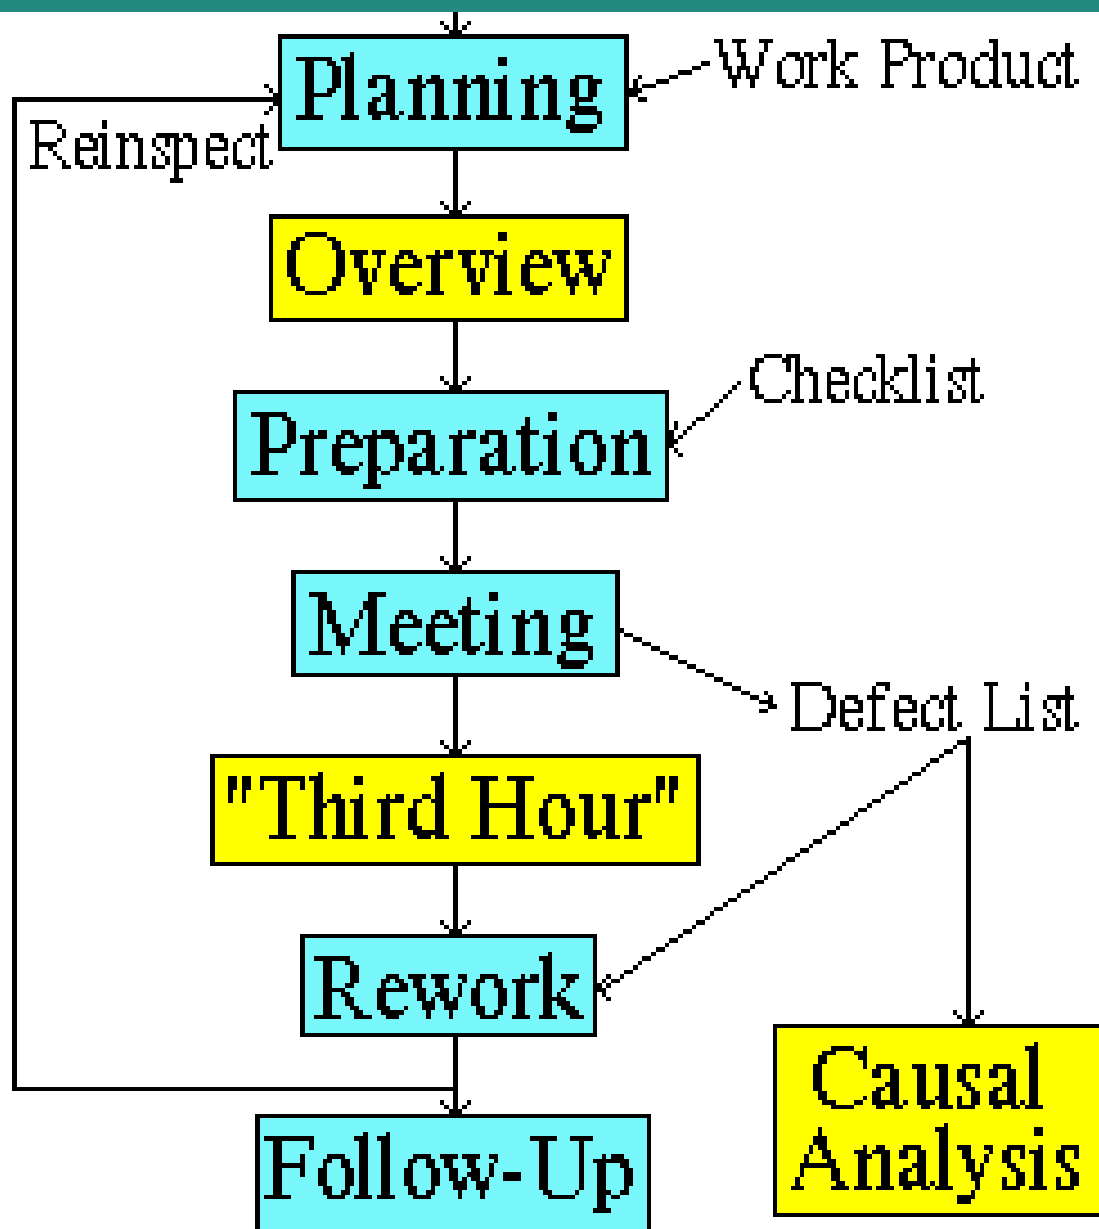 Planning
Work Product
Reinspect
Overview
Checklist
Preparation
Meeting
Defect List
"Third Hour"
Rework
Causal
Analysis
Follow-Up